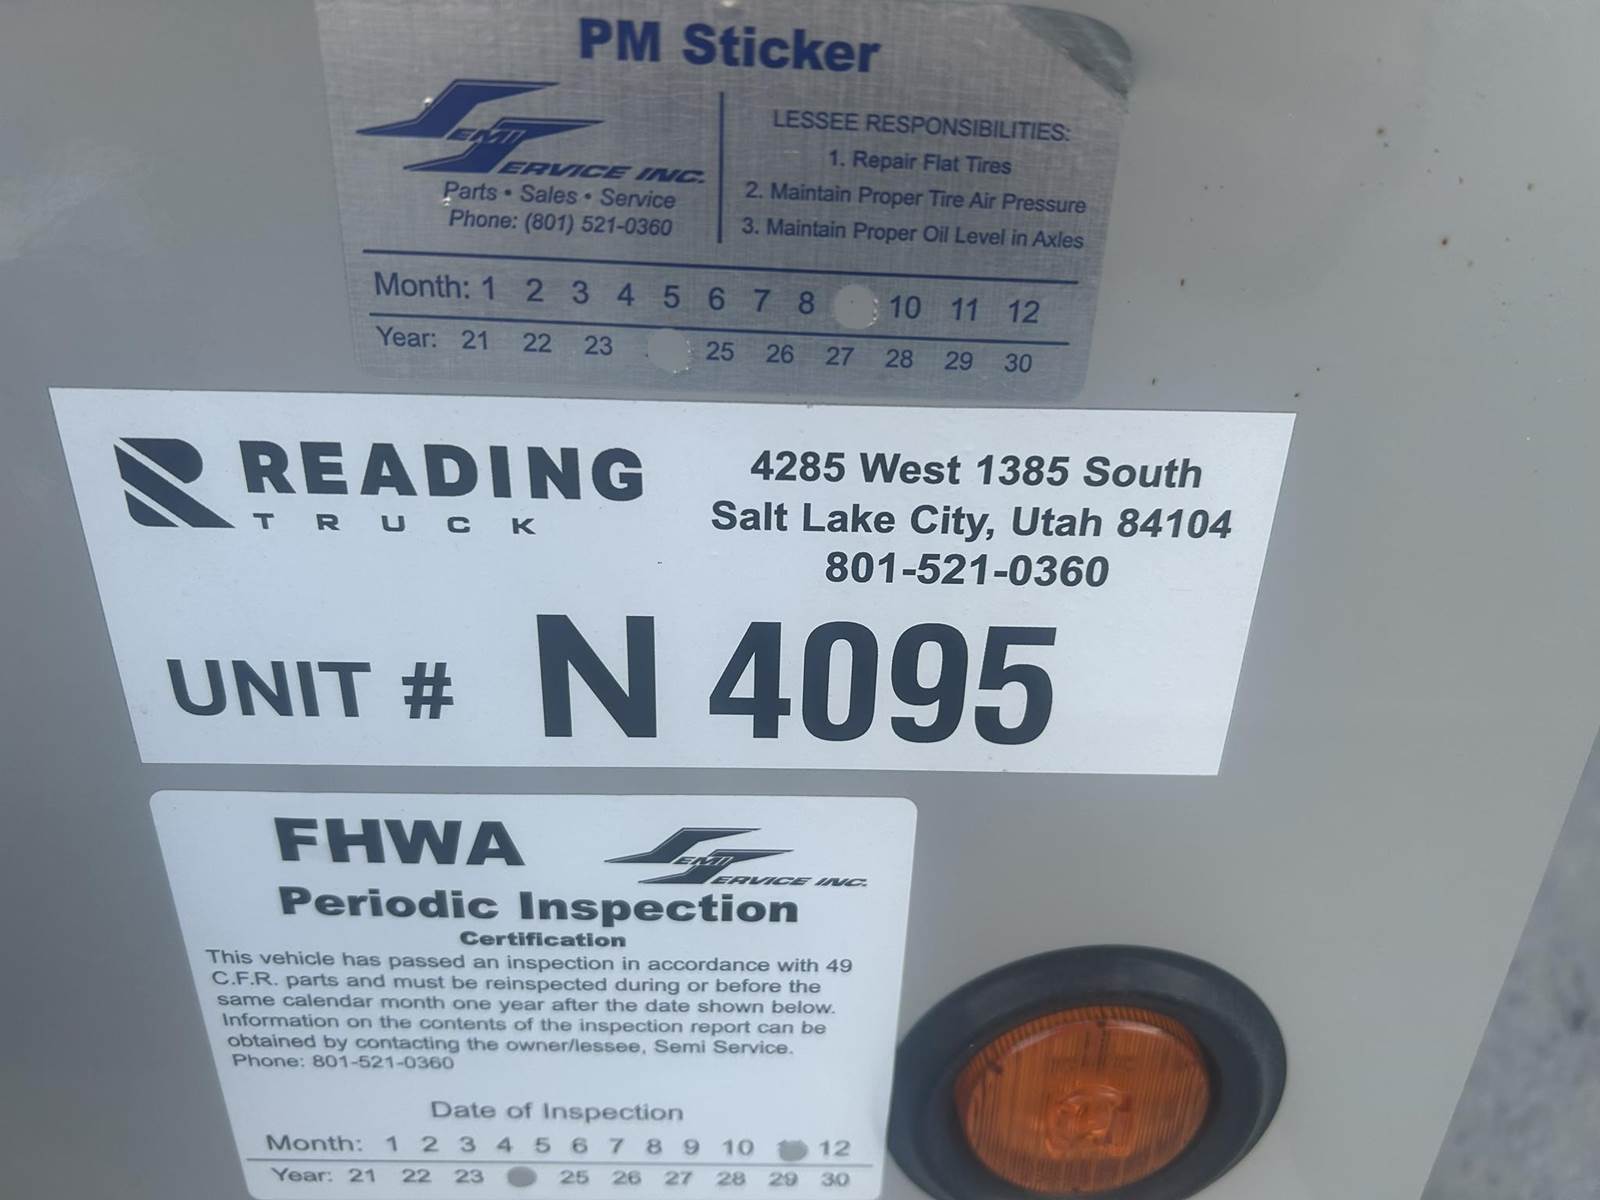 PM Sticker
SEMI
SERVICE INC.
Parts • Sales • Service
Phone: (801) 521-0360
LESSEE RESPONSIBILITIES:
1. Repair Flat Tires
2. Maintain Proper Tire Air Pressure
3. Maintain Proper Oil Level in Axles
Month: 1 2 3 4 5 6 7 8 10 11 12
Year: 21 22 23 25 26 27 28 29 30
READING
TRUCK
4285 West 1385 South
Salt Lake City, Utah 84104
801-521-0360
UNIT # N 4095
FHWA
SEMI
SERVICE INC.
Periodic Inspection
Certification
This vehicle has passed an inspection in accordance with 49
C.F.R. parts and must be reinspected during or before the
same calendar month one year after the date shown below.
Information on the contents of the inspection report can be
obtained by contacting the owner/lessee, Semi Service.
Phone: 801-521-0360
Date of Inspection
Month: 1 2 3 4 5 6 7 8 9 10 12
Year: 21 22 23 25 26 27 28 29 30